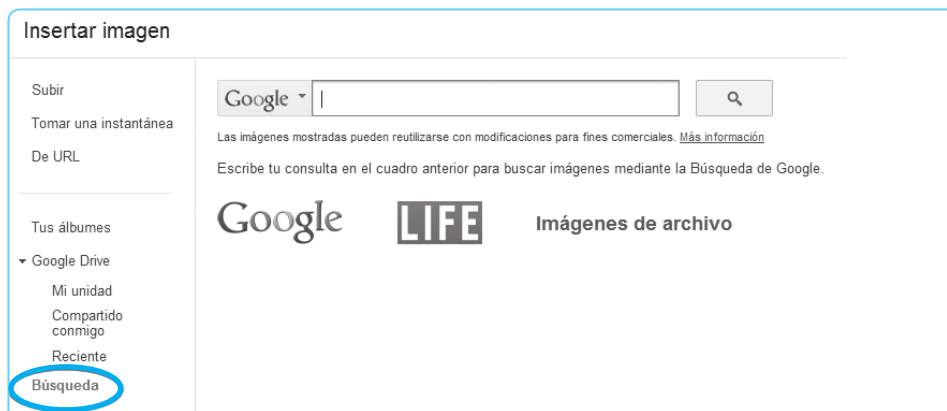 Insertar imagen
Subir
Tomar una instantánea
De URL
Tus álbumes
Google Drive
Mi unidad
Compartido
conmigo
Reciente
Búsqueda
Google
Las imágenes mostradas pueden reutilizarse con modificaciones para fines comerciales. Más información
Escribe tu consulta en el cuadro anterior para buscar imágenes mediante la Búsqueda de Google.
Google LIFE Imágenes de archivo